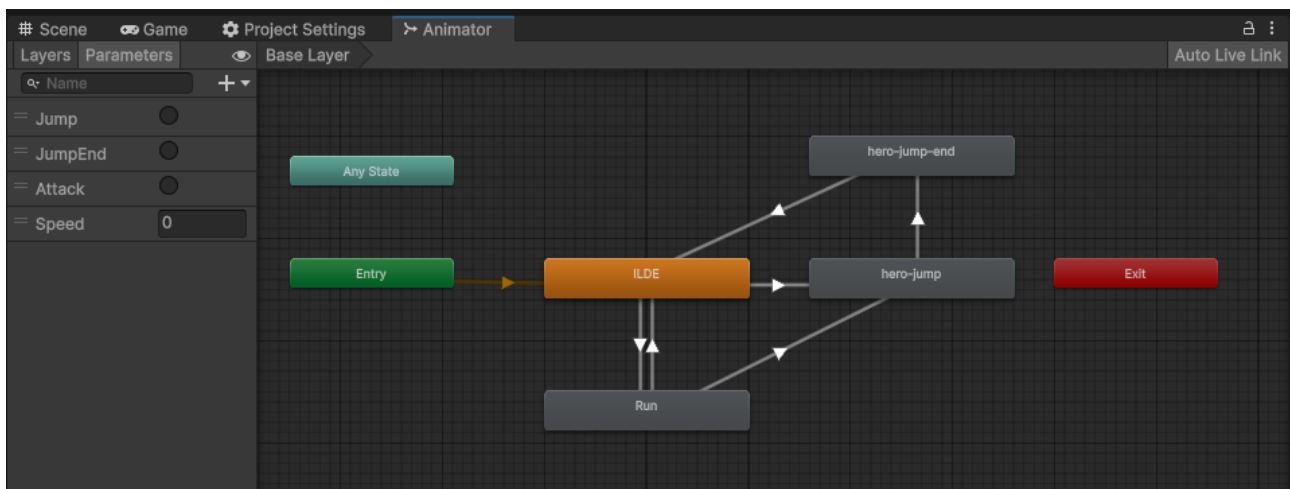 Scene Game Project Settings Animator
Layers Parameters Base Layer Auto Live Link
Name
Jump
JumpEnd
Attack
Speed 0
hero-jump-end
Any State
Entry ILDE hero-jump Exit
Run